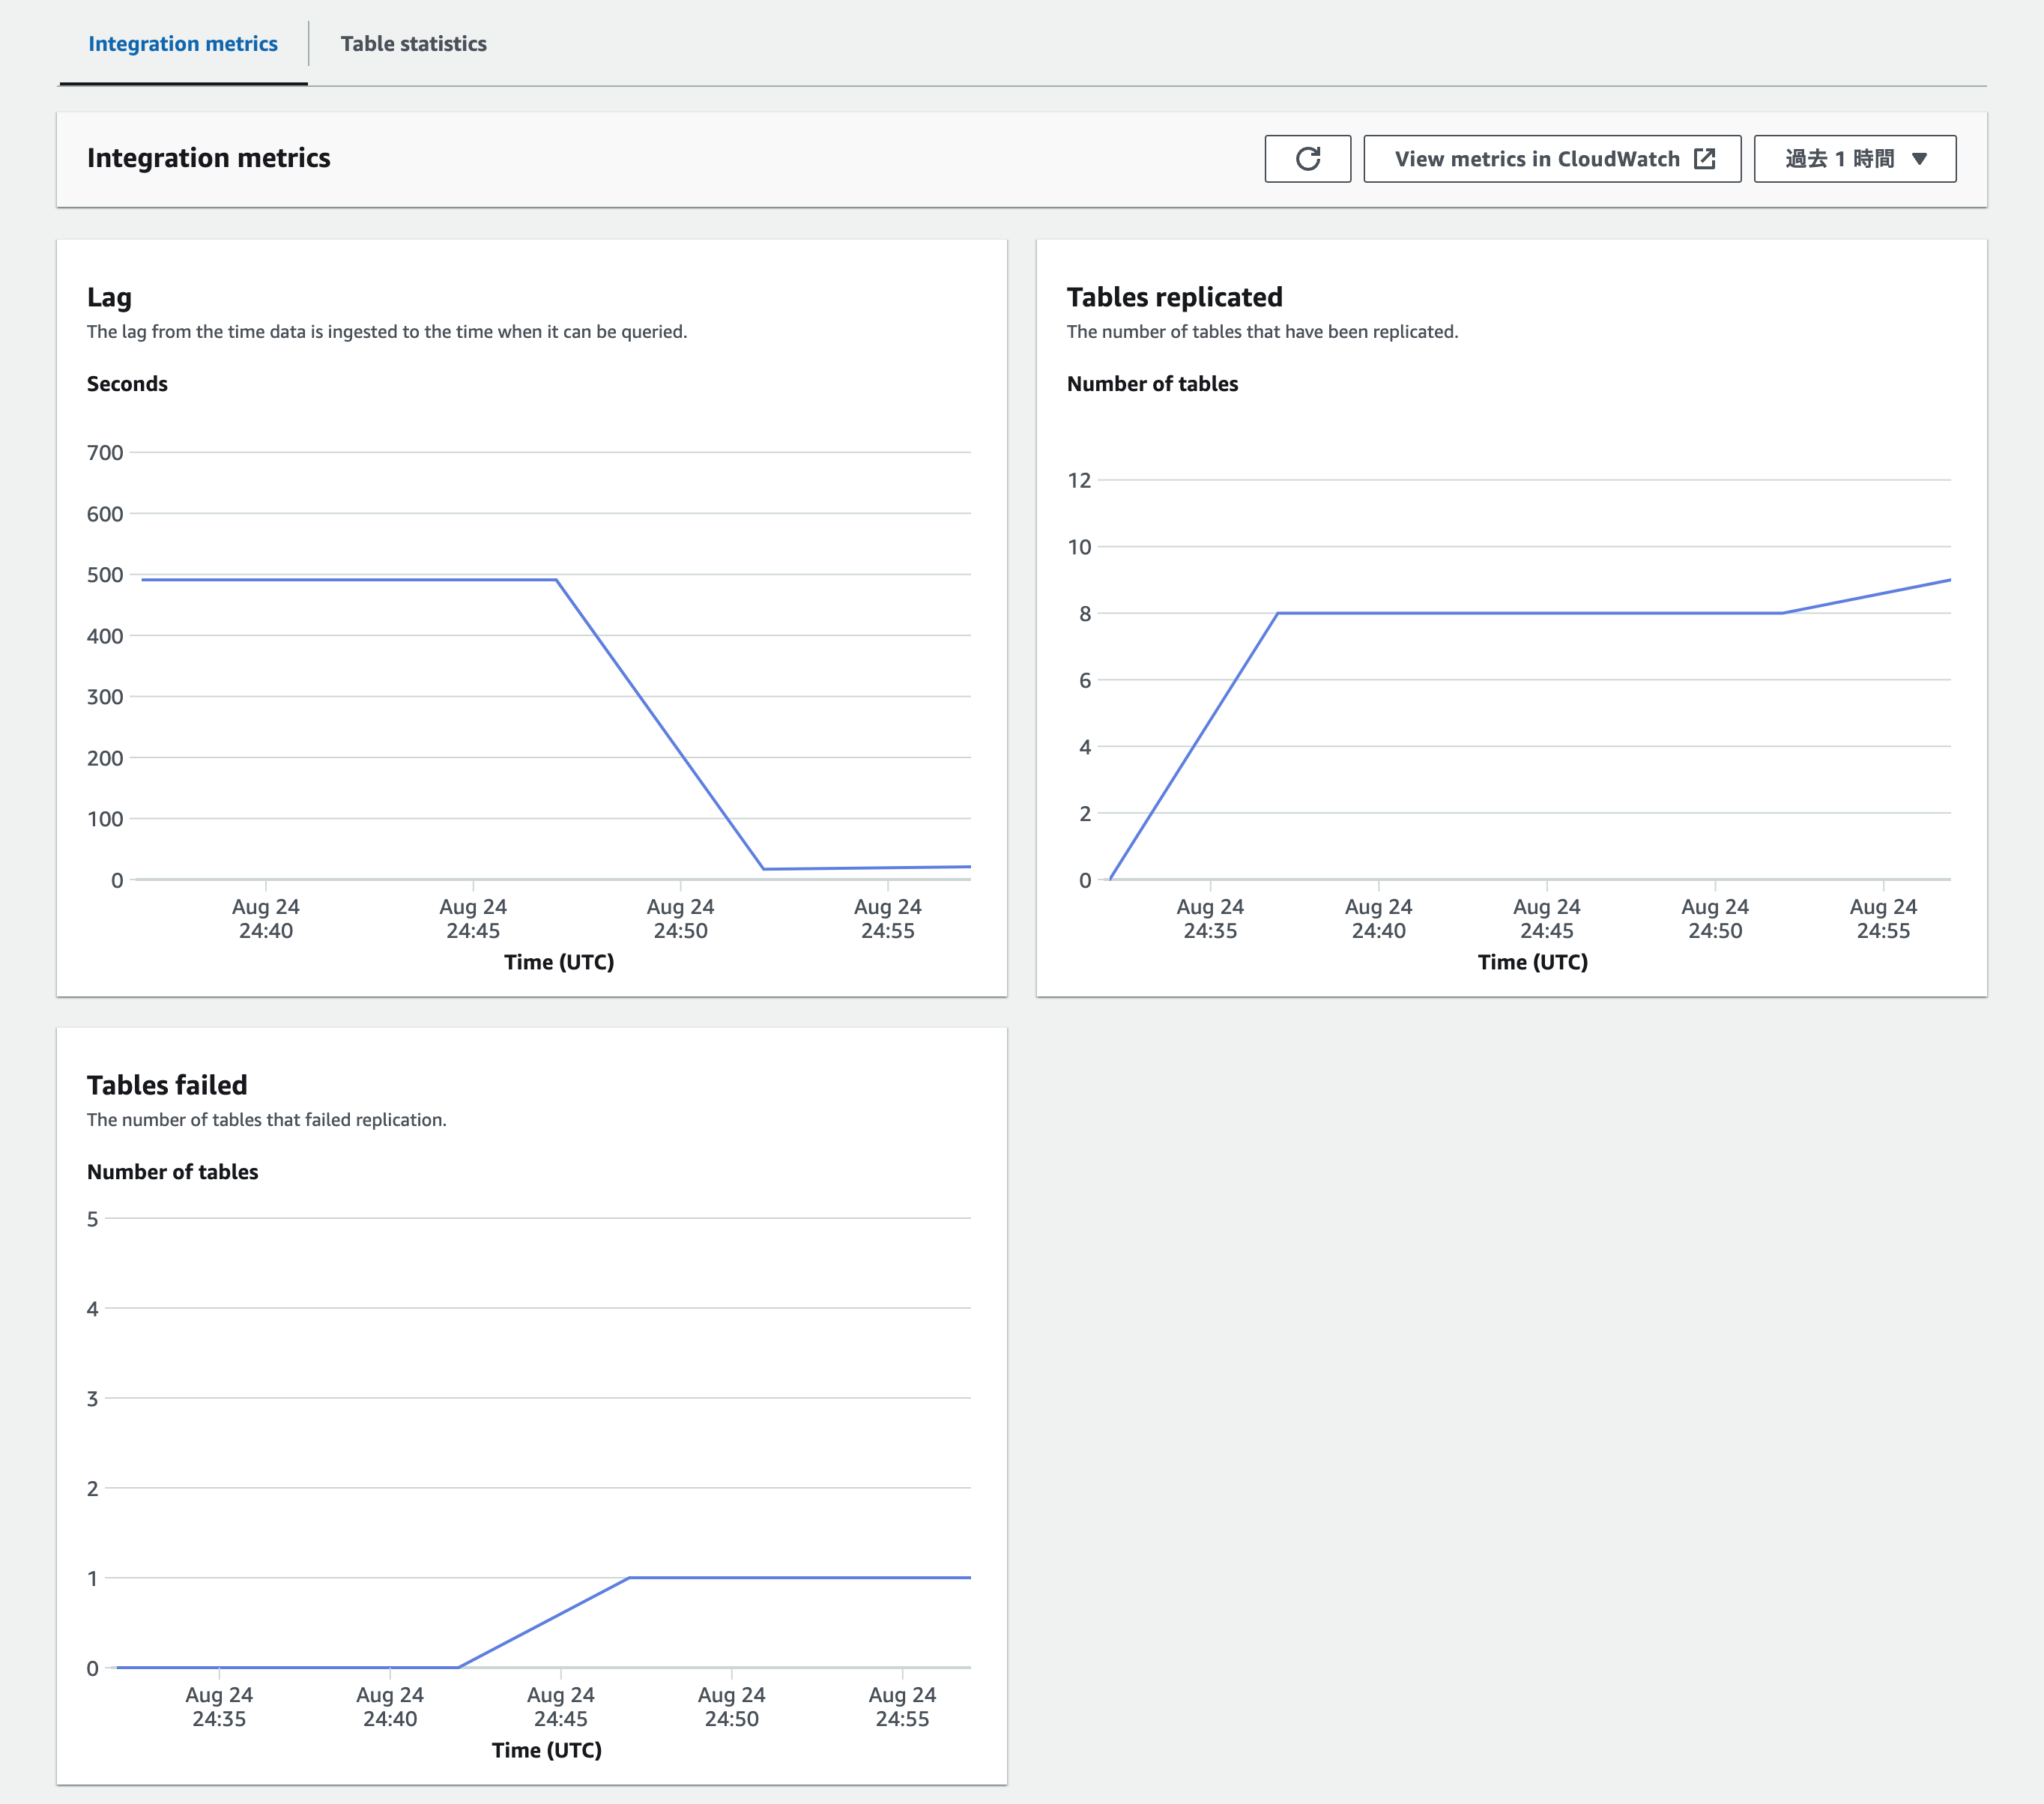 Integration metrics
Table statistics
Integration metrics
View metrics in CloudWatch
過去 1 時間
Lag
The lag from the time data is ingested to the time when it can be queried.
Seconds
700
600
500
400
300
200
100
0
Aug 24 Aug 24 Aug 24 Aug 24
24:40 24:45 24:50 24:55
Time (UTC)
Tables replicated
The number of tables that have been replicated.
Number of tables
12
10
8
6
4
2
0
Aug 24 Aug 24 Aug 24 Aug 24 Aug 24
24:35 24:40 24:45 24:50 24:55
Time (UTC)
Tables failed
The number of tables that failed replication.
Number of tables
5
4
3
2
1
0
Aug 24 Aug 24 Aug 24 Aug 24 Aug 24
24:35 24:40 24:45 24:50 24:55
Time (UTC)